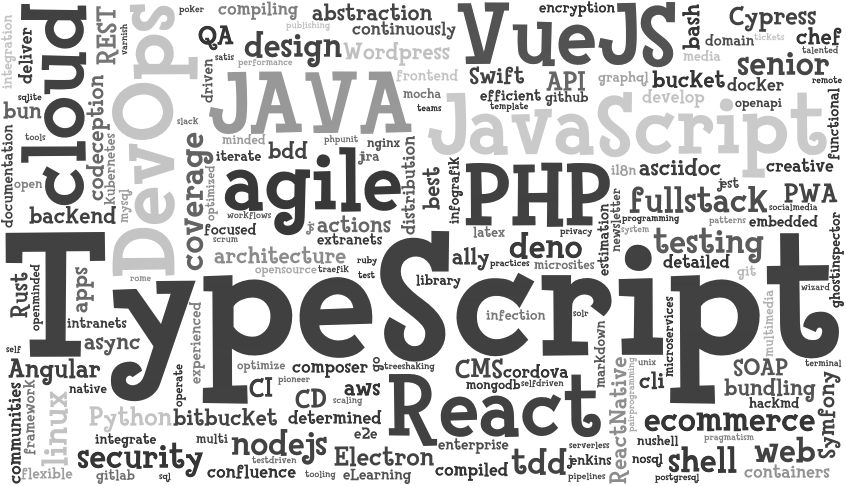 integration
deliver
cloud
REST
varnish
DevOps
poker
compiling
publishing
abstraction
continuously
encryption
VueJS
bash
Cypress
domain
tickets
chef
talented
QA
satis
design
performance
Wordpress
media
senior
driven
JAVA
frontend
Swift
API
graphql
bucket
docker
remote
sqlite
bun
mocha
teams
efficient
template
github
develop
openapi
JavaScript
functional
documentation
tools
codeception
kubernetes
slack
minded
phpunit
nginx
iterate
bdd
jira
distribution
best
infografik
i18n
asciidoc
creative
open
mysql
coverage
optimized
agile
PHP
jest
fullstack
PWA
socialmedia
backend
workflows
js
actions
focused
scrum
extranets
latex
privacy
estimation
newsletter
programming
patterns
embedded
system
architecture
ruby
ally
deno
testing
ghostinspector
opensource
traefik
test
practices
microsites
detailed
git
library
rome
wizard
TypeScript
Rust
openminded
apps
intranets
async
experienced
infection
solr
markdown
microservices
multimedia
self
Angular
operate
optimize
composer
go
treeshaking
CMS
cordova
unix
SOAP
terminal
native
CI
pioneer
CD
scaling
aws
mongodb
selfdriven
cli
bundling
hackmd
communities
framework
linux
Python
bitbucket
determined
React
ReactNative
pairprogramming
ecommerce
Symfony
integrate
multi
nodejs
e2e
enterprise
serverless
nushell
pragmatism
security
testdriven
Electron
tdd
jenkins
nosql
shell
web
flexible
gitlab
sql
confluence
tooling
eLearning
compiled
pipelines
postgresql
containers